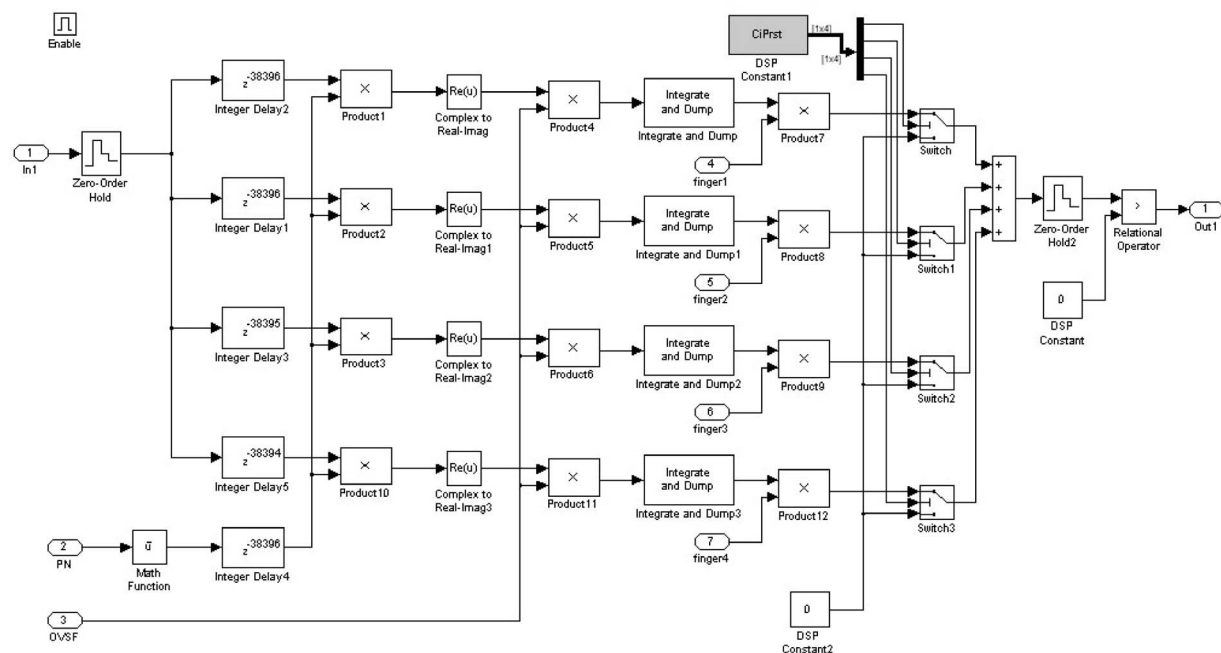 Enable
CiPrst
[1x4]
[1x4]
DSP
Constant1
z -38396
Integer Delay2
×
Product1
Re(u)
Complex to
Real-Imag
×
Product4
Integrate
and Dump
Integrate and Dump
×
Product7
Switch
1
In1
Zero-Order
Hold
4
finger1
z -38396
Integer Delay1
×
Product2
Re(u)
Complex to
Real-Imag1
×
Product5
Integrate
and Dump
Integrate and Dump1
×
Product8
Switch1
+
+
+
+
Zero-Order
Hold2
>
Relational
Operator
1
Out1
5
finger2
0
DSP
Constant
z -38395
Integer Delay3
×
Product3
Re(u)
Complex to
Real-Imag2
×
Product6
Integrate
and Dump
Integrate and Dump2
×
Product9
Switch2
6
finger3
z -38394
Integer Delay5
×
Product10
Re(u)
Complex to
Real-Imag3
×
Product11
Integrate
and Dump
Integrate and Dump3
×
Product12
Switch3
7
finger4
2
PN
ū
Math
Function
z -38396
Integer Delay4
3
OVSF
0
DSP
Constant2